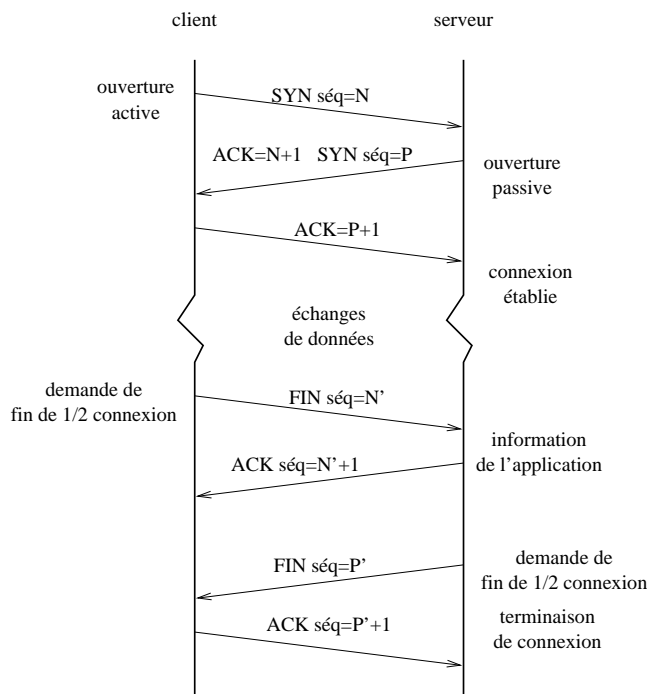 client
serveur
ouverture
active
SYN séq=N
ACK=N+1 SYN séq=P
ouverture
passive
ACK=P+1
connexion
établie
échanges
de données
demande de
fin de 1/2 connexion
FIN séq=N’
information
de l’application
ACK séq=N’+1
FIN séq=P’
demande de
fin de 1/2 connexion
ACK séq=P’+1
terminaison
de connexion